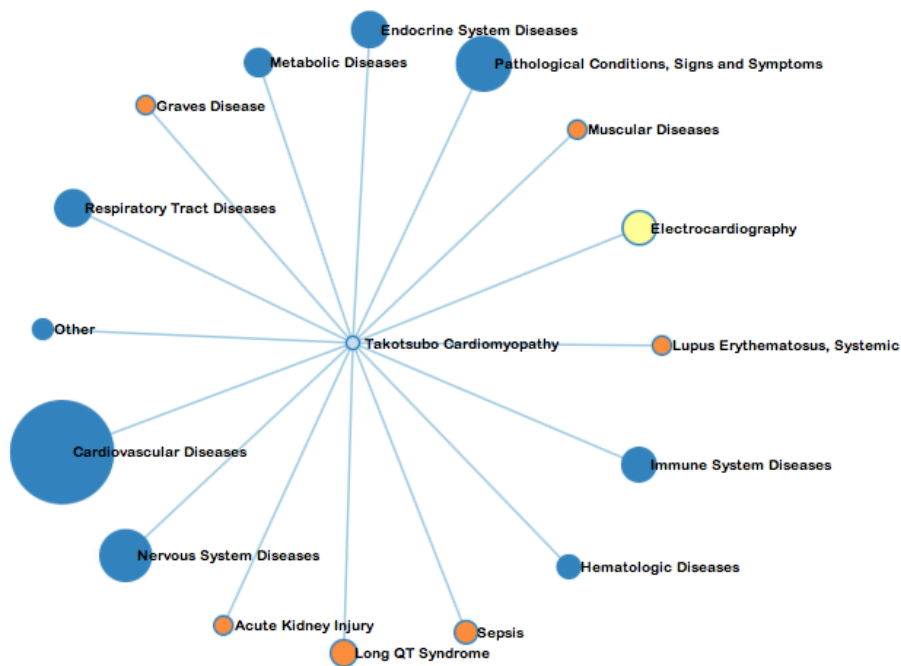 Endocrine System Diseases
Metabolic Diseases
Pathological Conditions, Signs and Symptoms
Graves Disease
Muscular Diseases
Respiratory Tract Diseases
Electrocardiography
Other
Takotsubo Cardiomyopathy
Lupus Erythematosus, Systemic
Cardiovascular Diseases
Immune System Diseases
Nervous System Diseases
Hematologic Diseases
Acute Kidney Injury
Sepsis
Long QT Syndrome